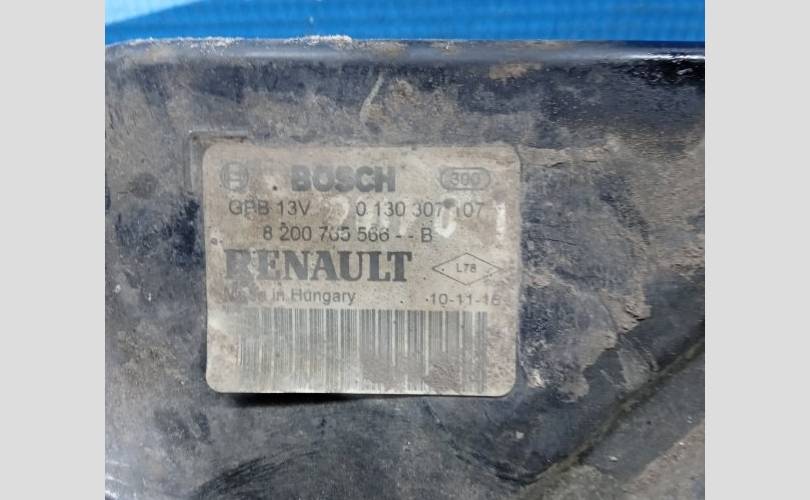 BOSCH 300
GPB 13V 0 130 307 107
8 200 765 566 - - B
RENAULT L78
Made in Hungary 10-11-16